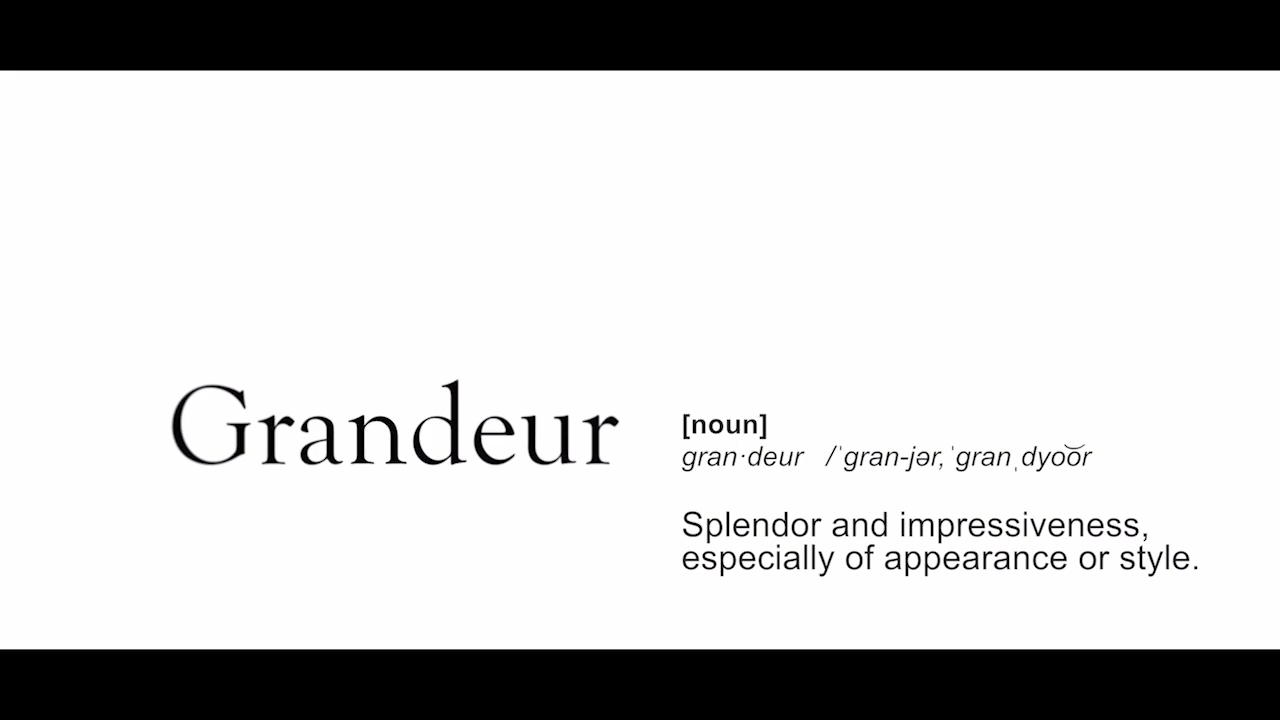 Grandeur
[noun]
gran·deur /ˈgran-jər, ˈgranˌdyo͝or
Splendor and impressiveness,
especially of appearance or style.